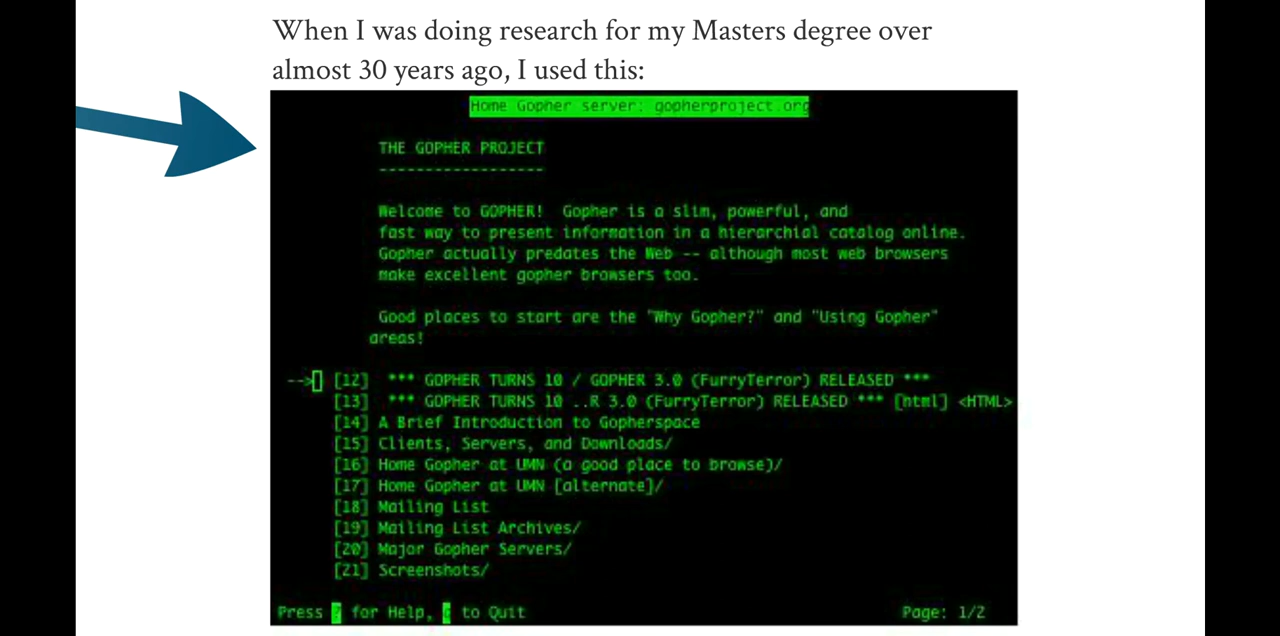 When I was doing research for my Masters degree over
almost 30 years ago, I used this:
Home Gopher server: gopherproject.org
THE GOPHER PROJECT
------------------
Welcome to GOPHER! Gopher is a slim, powerful, and
fast way to present information in a hierarchial catalog online.
Gopher actually predates the Web -- although most web browsers
make excellent gopher browsers too.
Good places to start are the "Why Gopher?" and "Using Gopher"
areas!
--> [12] *** GOPHER TURNS 10 / GOPHER 3.0 (FurryTerror) RELEASED ***
[13] *** GOPHER TURNS 10 ..R 3.0 (FurryTerror) RELEASED *** [html] <HTML>
[14] A Brief Introduction to Gopherspace
[15] Clients, Servers, and Downloads/
[16] Home Gopher at UMN (a good place to browse)/
[17] Home Gopher at UMN [alternate]/
[18] Mailing List
[19] Mailing List Archives/
[20] Major Gopher Servers/
[21] Screenshots/
Press ? for Help, q to Quit Page: 1/2